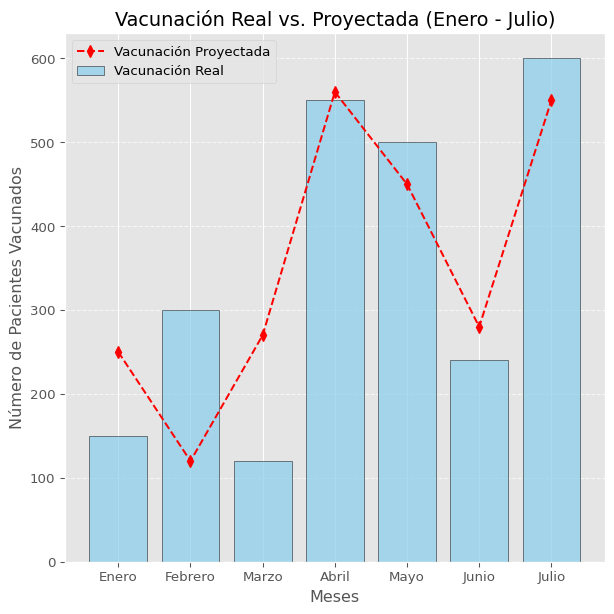 Vacunación Real vs. Proyectada (Enero - Julio)
Vacunación Proyectada
Vacunación Real
Número de Pacientes Vacunados
600
500
400
300
200
100
0
Enero Febrero Marzo Abril Mayo Junio Julio
Meses